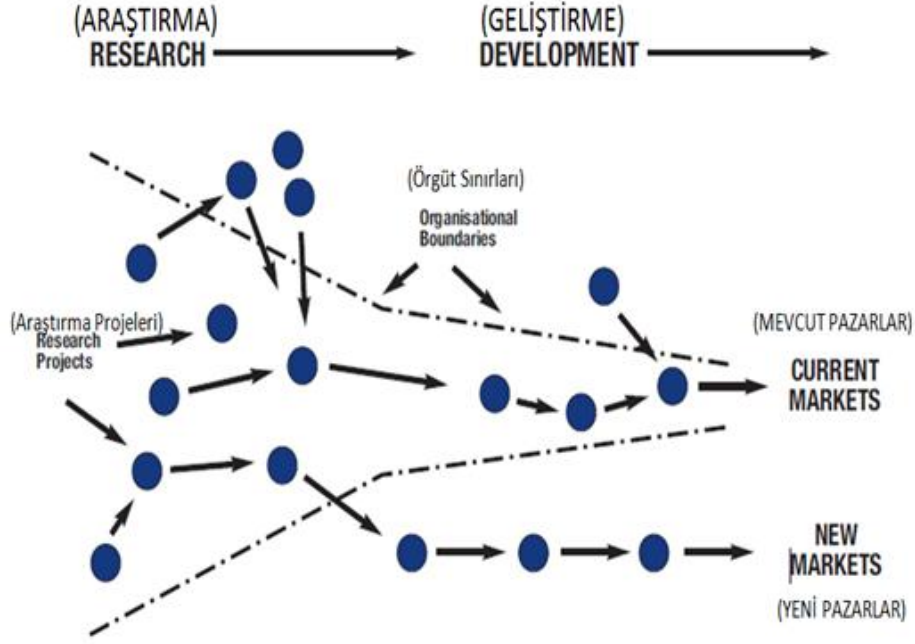 (ARAŞTIRMA)
RESEARCH
(GELİŞTİRME)
DEVELOPMENT
(Örgüt Sınırları)
Organisational
Boundaries
(Araştırma Projeleri)
Research
Projects
(MEVCUT PAZARLAR)
CURRENT
MARKETS
NEW
MARKETS
(YENİ PAZARLAR)